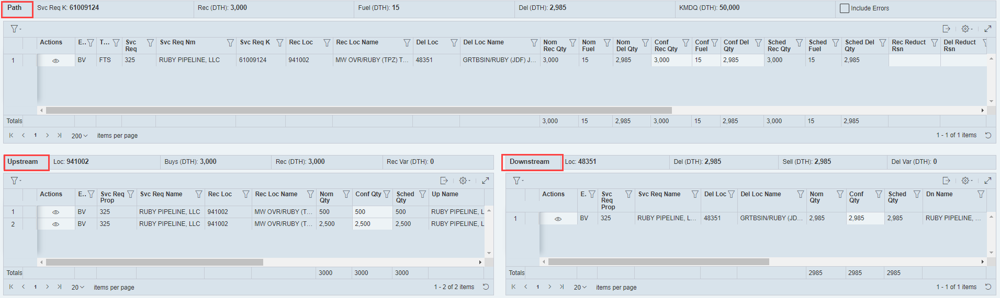 Path Svc Req K: 61009124 Rec (DTH): 3,000 Fuel (DTH): 15 Del (DTH): 2,985 KMDQ (DTH): 50,000 Include Errors
Actions E.. T... Svc Req Svc Req Nm Svc Req K Rec Loc Rec Loc Name Del Loc Del Loc Name Nom Rec Qty Nom Fuel Nom Del Qty Conf Rec Qty Conf Fuel Conf Del Qty Sched Rec Qty Sched Fuel Sched Del Qty Rec Reduct Rsn Del Reduct Rsn
1 BV FTS 325 RUBY PIPELINE, LLC 61009124 941002 MW OVR/RUBY (TPZ) T... 48351 GRTBSIN/RUBY (JDF) J... 3,000 15 2,985 3,000 15 2,985 3,000 15 2,985
Totals 3,000 15 2,985 3,000 15 2,985 3,000 15 2,985
1 200 items per page 1 - 1 of 1 items
Upstream Loc: 941002 Buys (DTH): 3,000 Rec (DTH): 3,000 Rec Var (DTH): 0
Actions E.. Svc Req Prop Svc Req Name Rec Loc Rec Loc Name Nom Qty Conf Qty Sched Qty Up Name
1 BV 325 RUBY PIPELINE, LLC 941002 MW OVR/RUBY (T... 500 500 500 RUBY PIPELINE, L
2 BV 325 RUBY PIPELINE, LLC 941002 MW OVR/RUBY (T... 2,500 2,500 2,500 RUBY PIPELINE, L
Totals 3000 3000 3000
1 20 items per page 1 - 2 of 2 items
Downstream Loc: 48351 Del (DTH): 2,985 Sell (DTH): 2,985 Del Var (DTH): 0
Actions E. Svc Req Prop Svc Req Name Del Loc Del Loc Name Nom Qty Conf Qty Sched Qty Dn Name
1 BV 325 RUBY PIPELINE, L... 48351 GRTBSIN/RUBY (JD... 2,985 2,985 2,985 RUBY PIPELINE, ...
Totals 2985 2985 2985
1 20 items per page 1 - 1 of 1 items